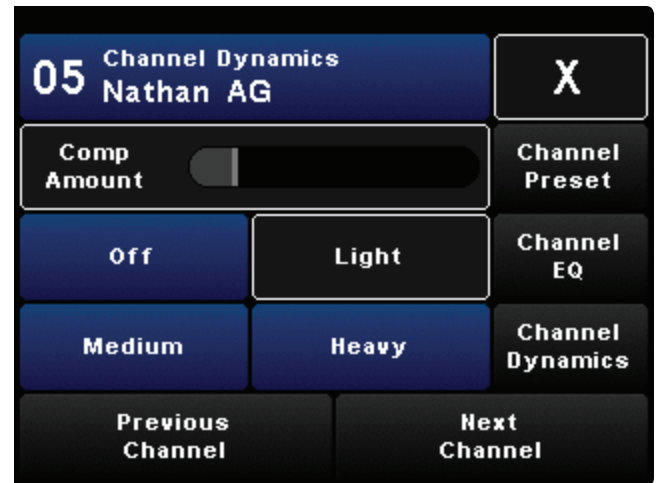 05 Channel Dynamics
Nathan AG
X
Comp
Amount
Channel
Preset
Off
Light
Channel
EQ
Medium
Heavy
Channel
Dynamics
Previous
Channel
Next
Channel